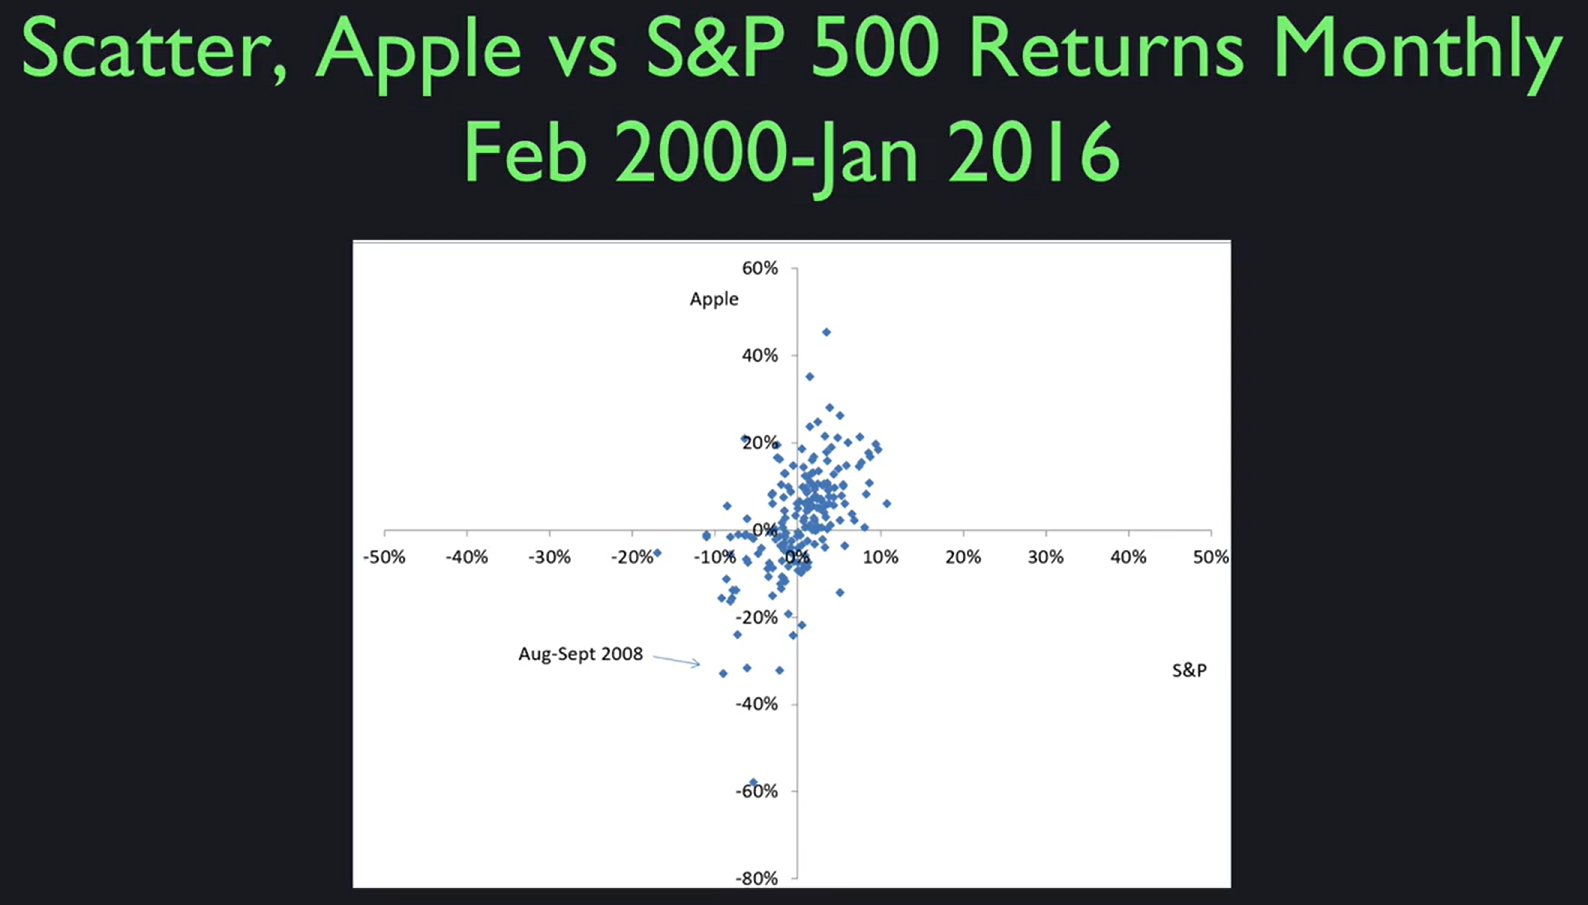 Scatter, Apple vs S&P 500 Returns Monthly
Feb 2000-Jan 2016
60%
Apple
40%
20%
0%
-50% -40% -30% -20% -10% 0% 10% 20% 30% 40% 50%
-20%
Aug-Sept 2008
S&P
-40%
-60%
-80%